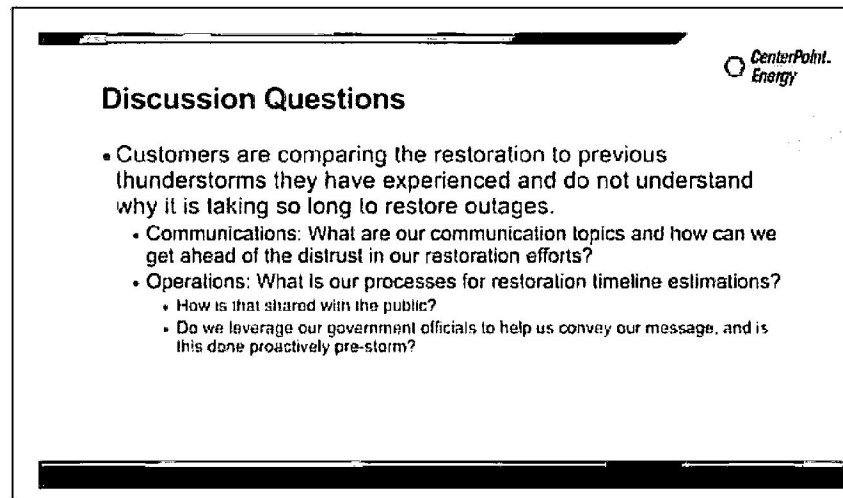 CenterPoint.
Energy
Discussion Questions
• Customers are comparing the restoration to previous
thunderstorms they have experienced and do not understand
why it is taking so long to restore outages.
• Communications: What are our communication topics and how can we
get ahead of the distrust in our restoration efforts?
• Operations: What is our processes for restoration timeline estimations?
• How is that shared with the public?
• Do we leverage our government officials to help us convey our message, and is
this done proactively pre-storm?